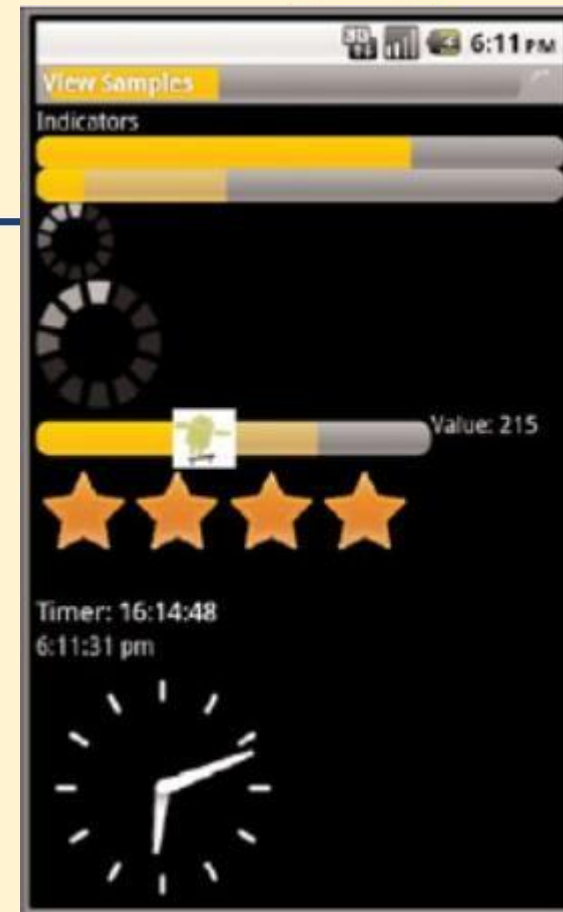 6:11 PM
View Samples
Indicators
Value: 215
Timer: 16:14:48
6:11:31 pm